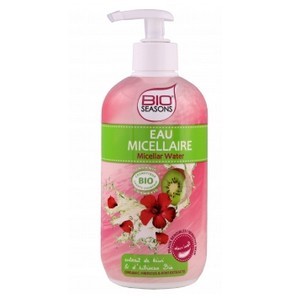 BIO
SEASONS
EAU
MICELLAIRE
Micellar Water
BIO
extrait de kiwi
& d'hibiscus Bio